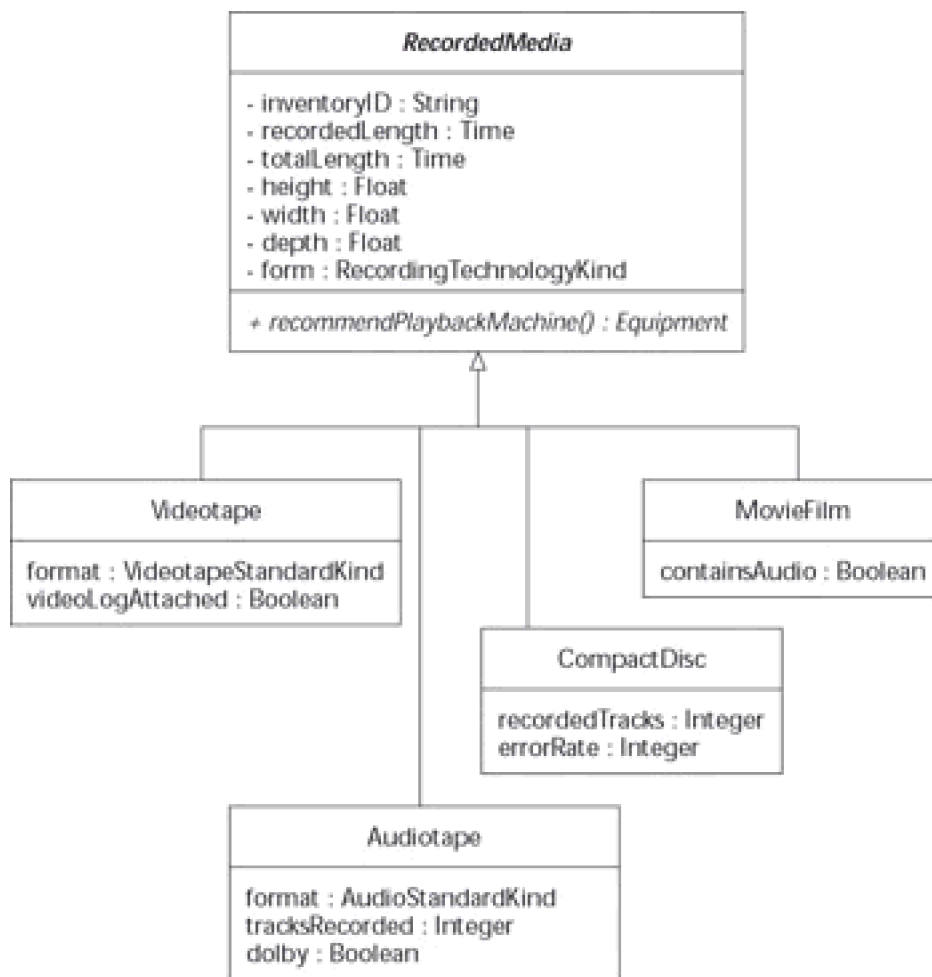 RecordedMedia
- inventoryID : String
- recordedLength : Time
- totalLength : Time
- height : Float
- width : Float
- depth : Float
- form : RecordingTechnologyKind
+ recommendPlaybackMachine() : Equipment
Videotape
format : VideotapeStandardKind
videoLogAttached : Boolean
MovieFilm
containsAudio : Boolean
CompactDisc
recordedTracks : Integer
errorRate : Integer
Audiotape
format : AudioStandardKind
tracksRecorded : Integer
dolby : Boolean